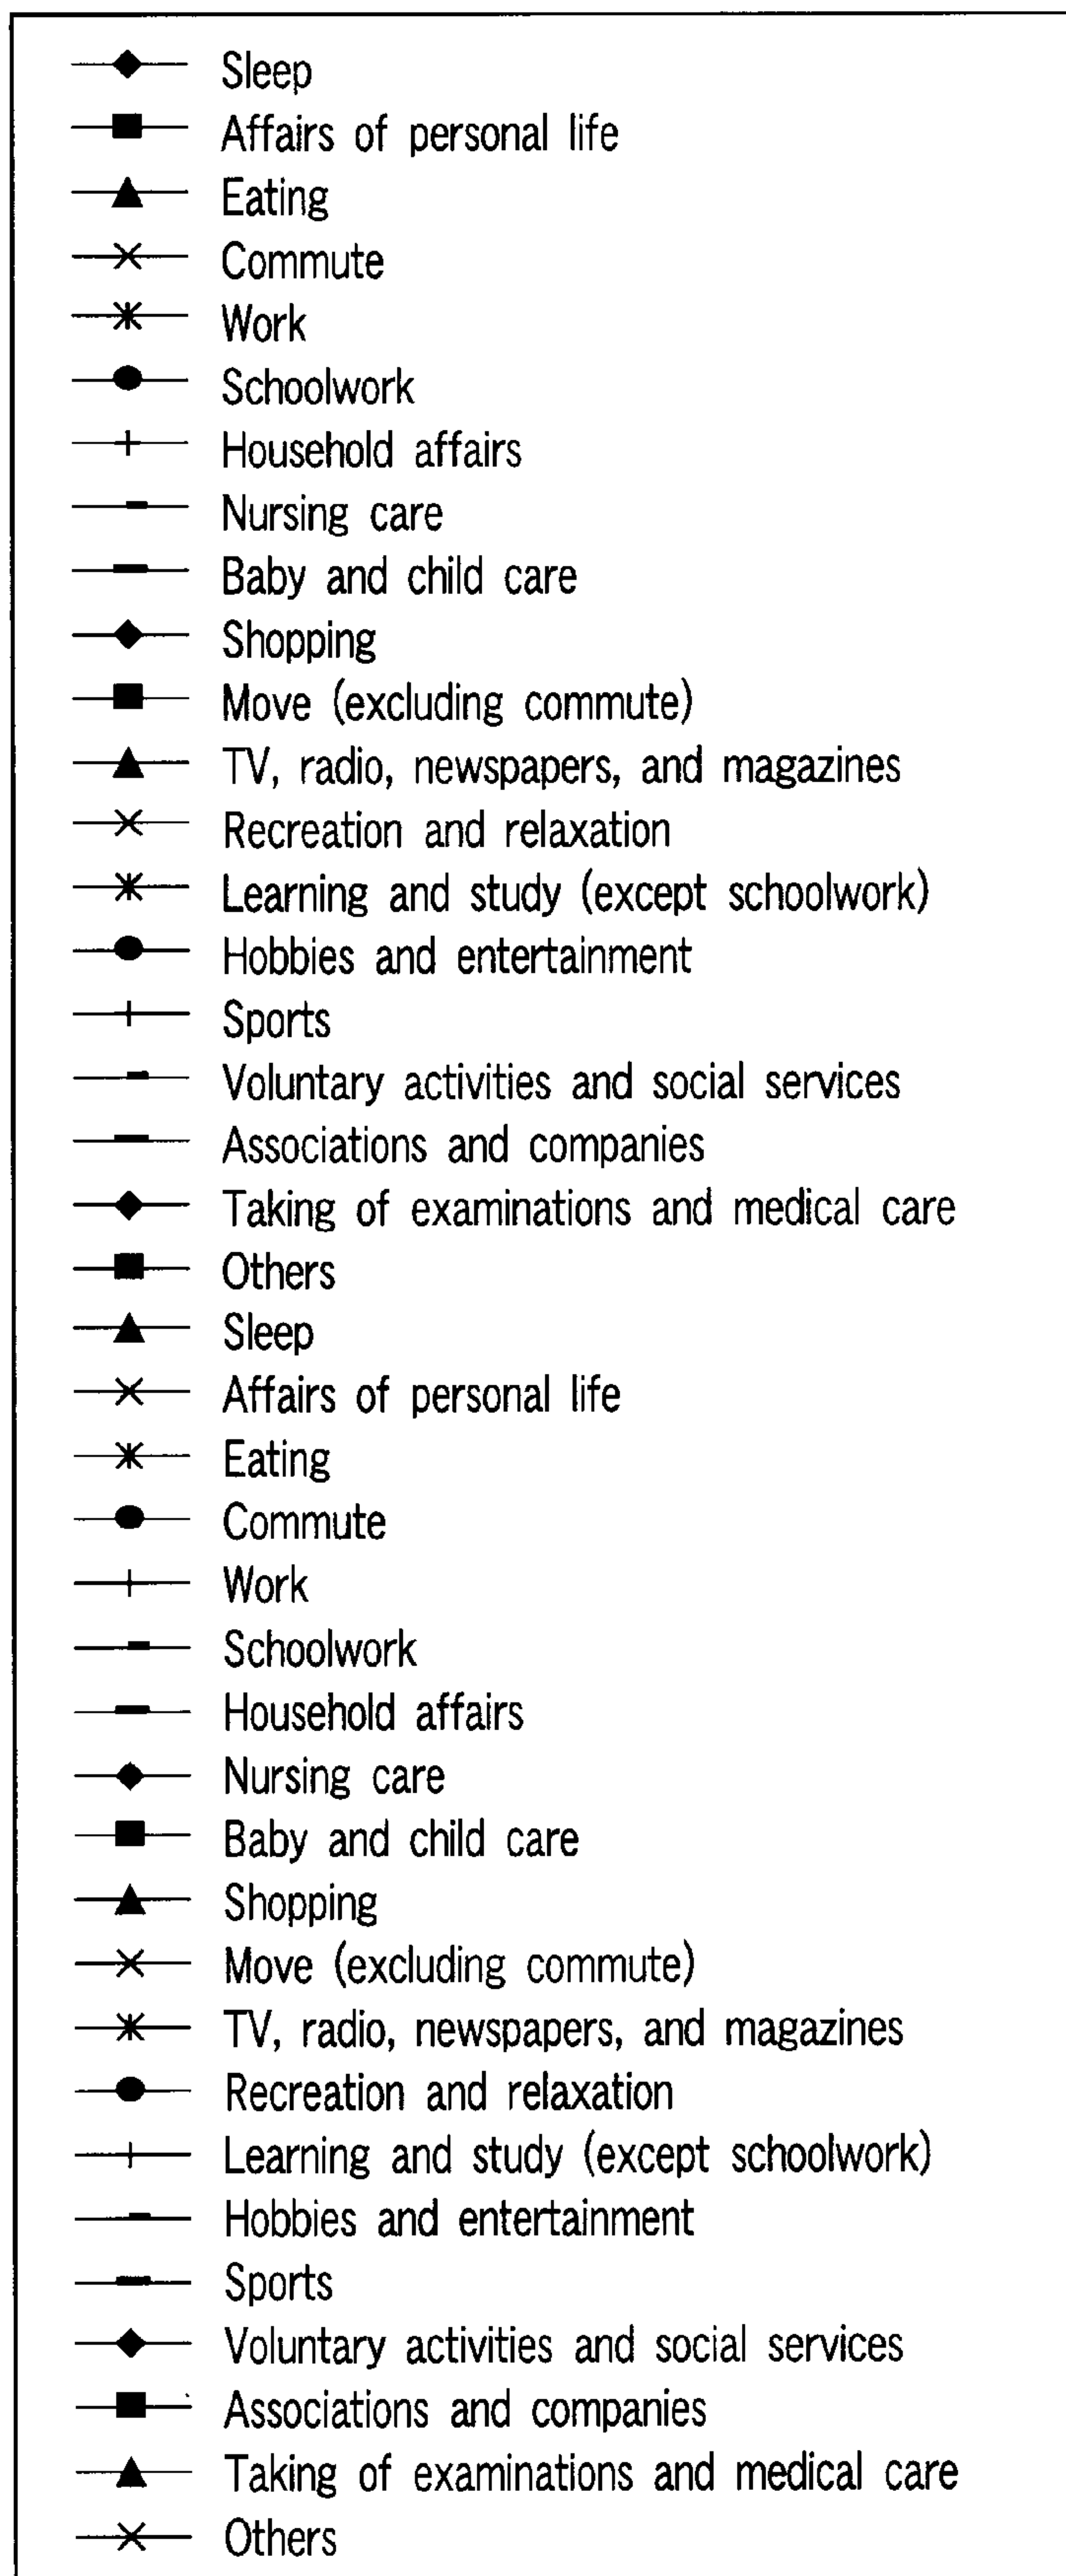 Sleep
Affairs of personal life
Eating
Commute
Work
Schoolwork
Household affairs
Nursing care
Baby and child care
Shopping
Move (excluding commute)
TV, radio, newspapers, and magazines
Recreation and relaxation
Learning and study (except schoolwork)
Hobbies and entertainment
Sports
Voluntary activities and social services
Associations and companies
Taking of examinations and medical care
Others
Sleep
Affairs of personal life
Eating
Commute
Work
Schoolwork
Household affairs
Nursing care
Baby and child care
Shopping
Move (excluding commute)
TV, radio, newspapers, and magazines
Recreation and relaxation
Learning and study (except schoolwork)
Hobbies and entertainment
Sports
Voluntary activities and social services
Associations and companies
Taking of examinations and medical care
Others